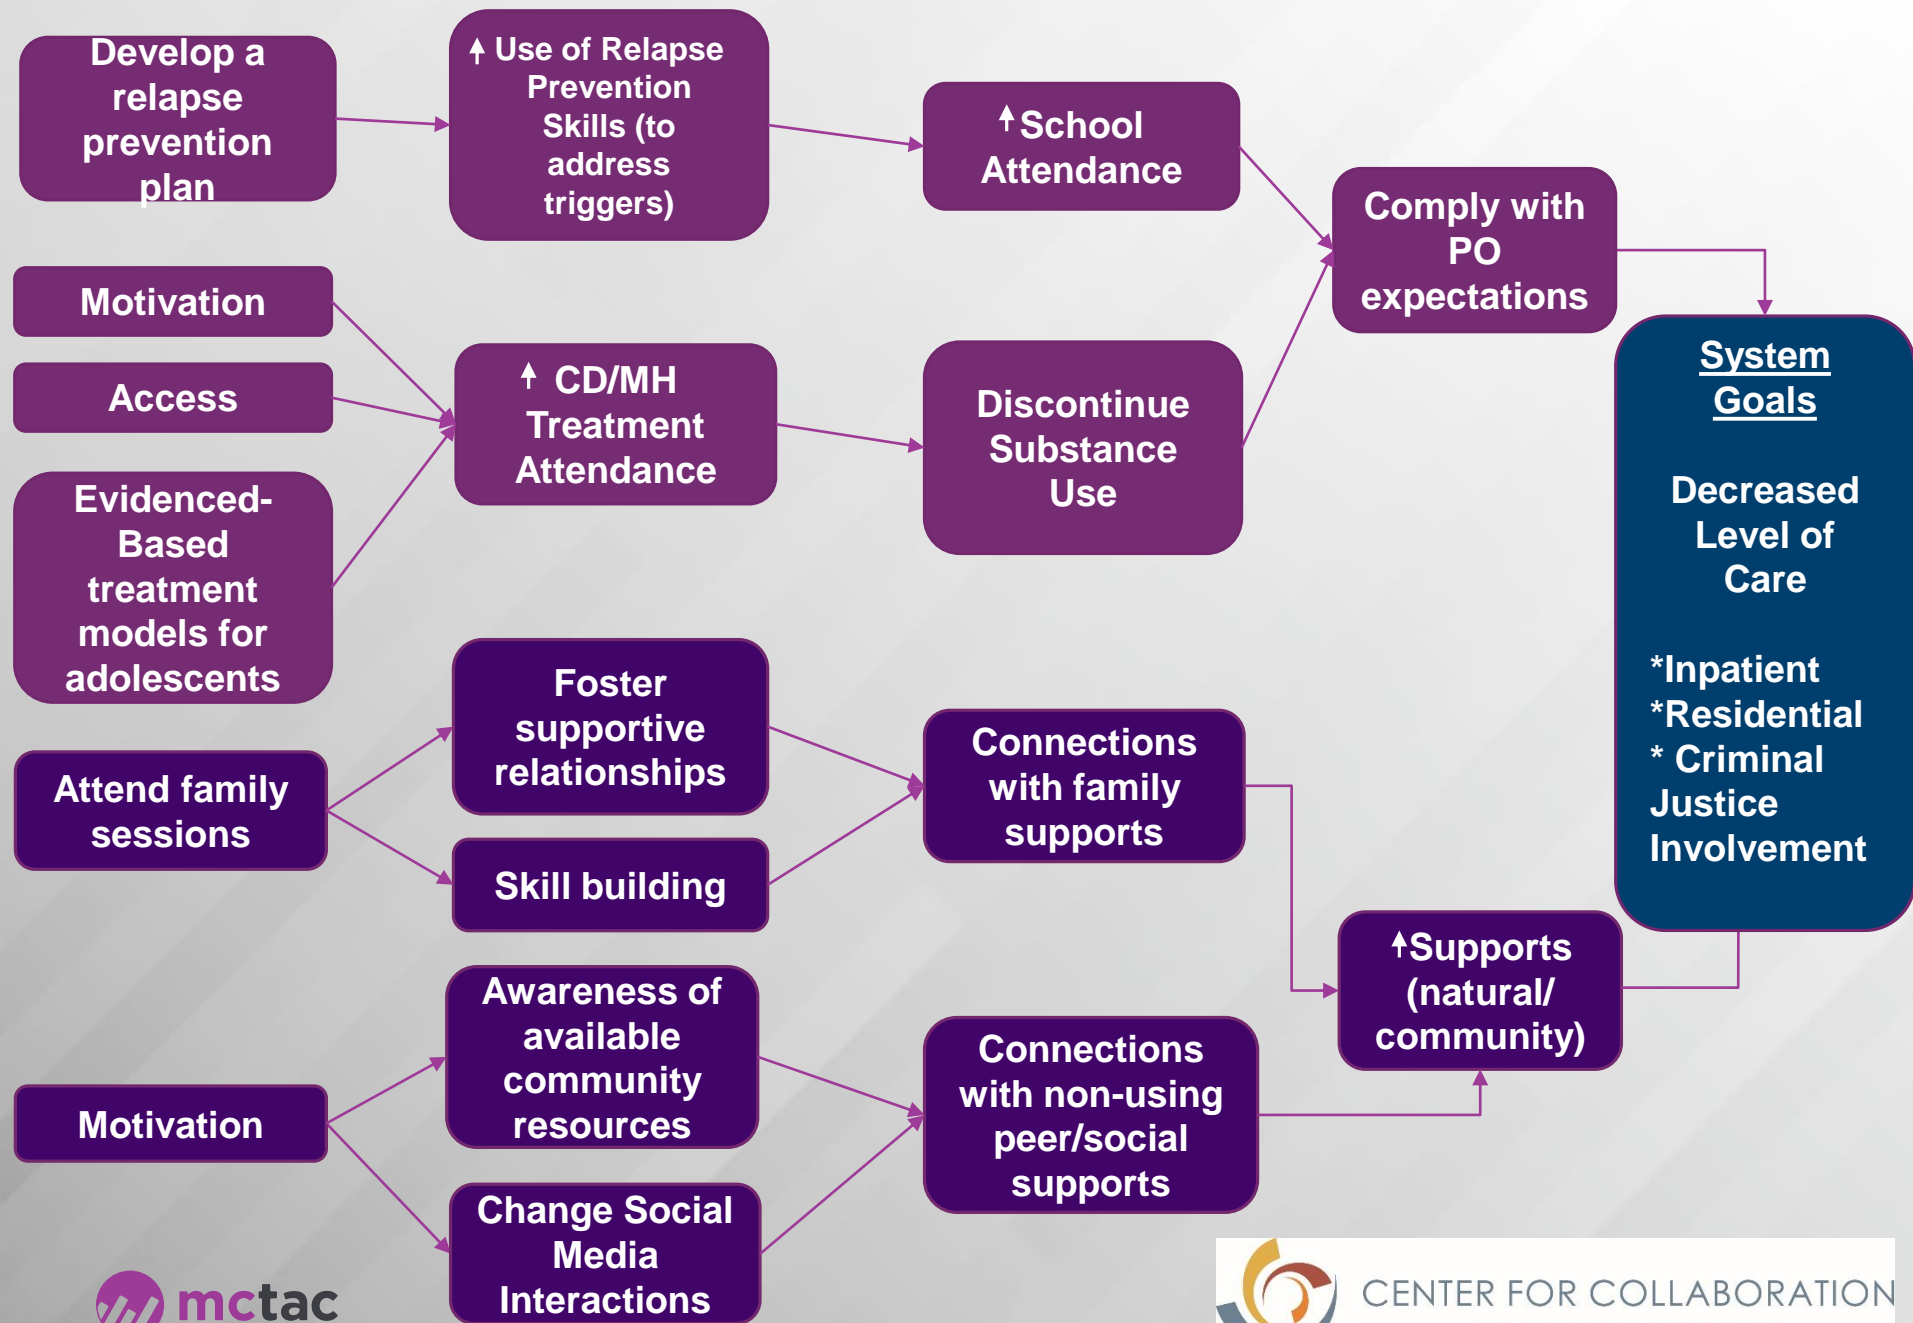 Develop a
relapse
prevention
plan
Use of Relapse
Prevention
Skills (to
address
triggers)
School
Attendance
Comply with
PO
expectations
Motivation
Access
Evidenced-
Based
treatment
models for
adolescents
CD/MH
Treatment
Attendance
Discontinue
Substance
Use
System
Goals
Decreased
Level of
Care
*Inpatient
*Residential
* Criminal
Justice
Involvement
Attend family
sessions
Foster
supportive
relationships
Skill building
Connections
with family
supports
Supports
(natural/
community)
Motivation
Awareness of
available
community
resources
Change Social
Media
Interactions
Connections
with non-using
peer/social
supports
mctac
CENTER FOR COLLABORATION